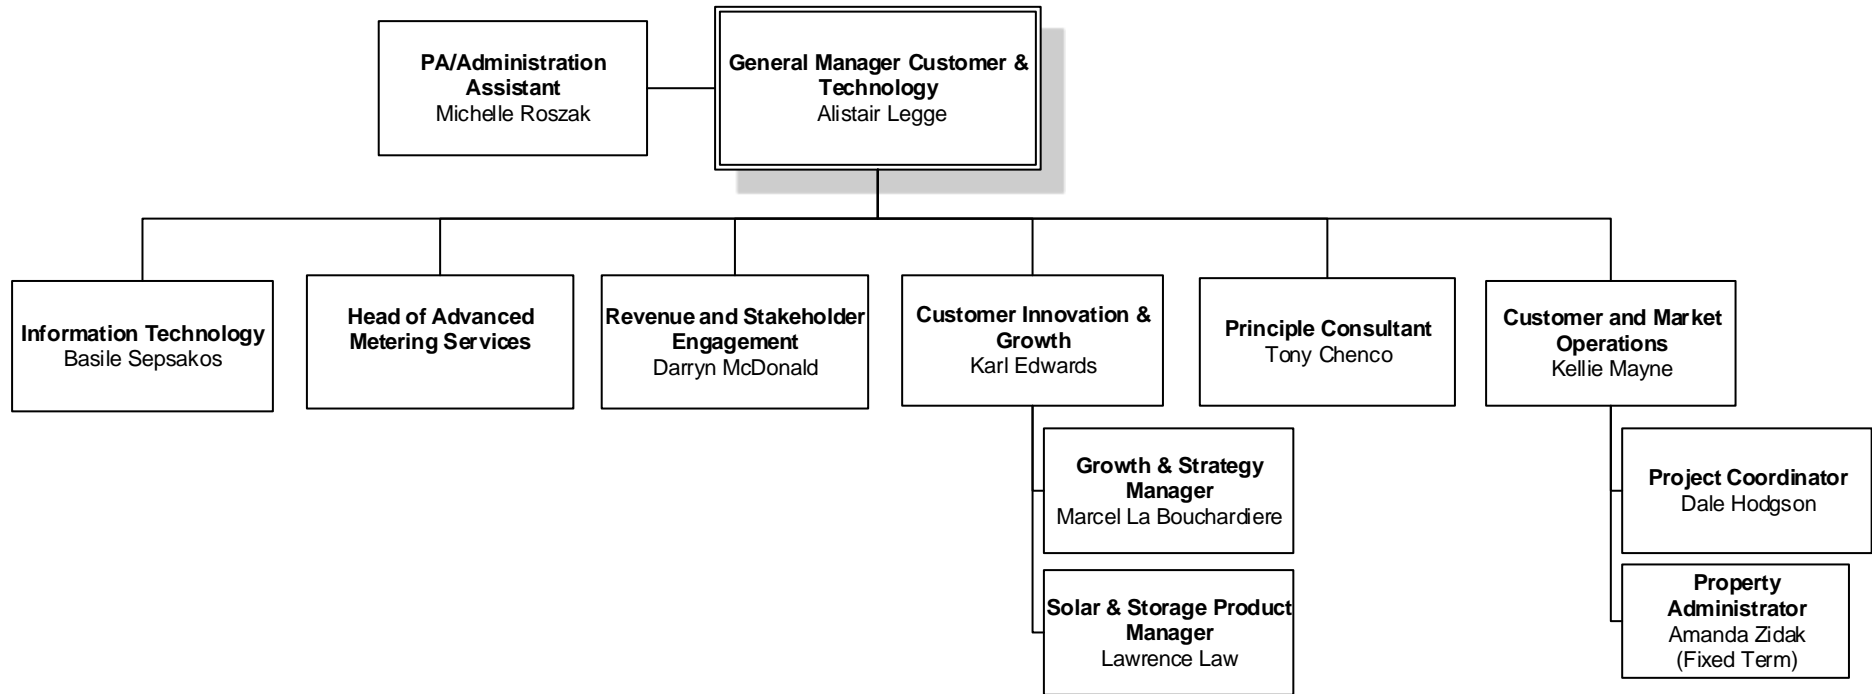 PA/Administration
Assistant
Michelle Roszak
General Manager Customer &
Technology
Alistair Legge
Information Technology
Basile Sepsakos
Head of Advanced
Metering Services
Revenue and Stakeholder
Engagement
Darryn McDonald
Customer Innovation &
Growth
Karl Edwards
Principle Consultant
Tony Chenco
Customer and Market
Operations
Kellie Mayne
Growth & Strategy
Manager
Marcel La Bouchardiere
Solar & Storage Product
Manager
Lawrence Law
Project Coordinator
Dale Hodgson
Property
Administrator
Amanda Zidak
(Fixed Term)